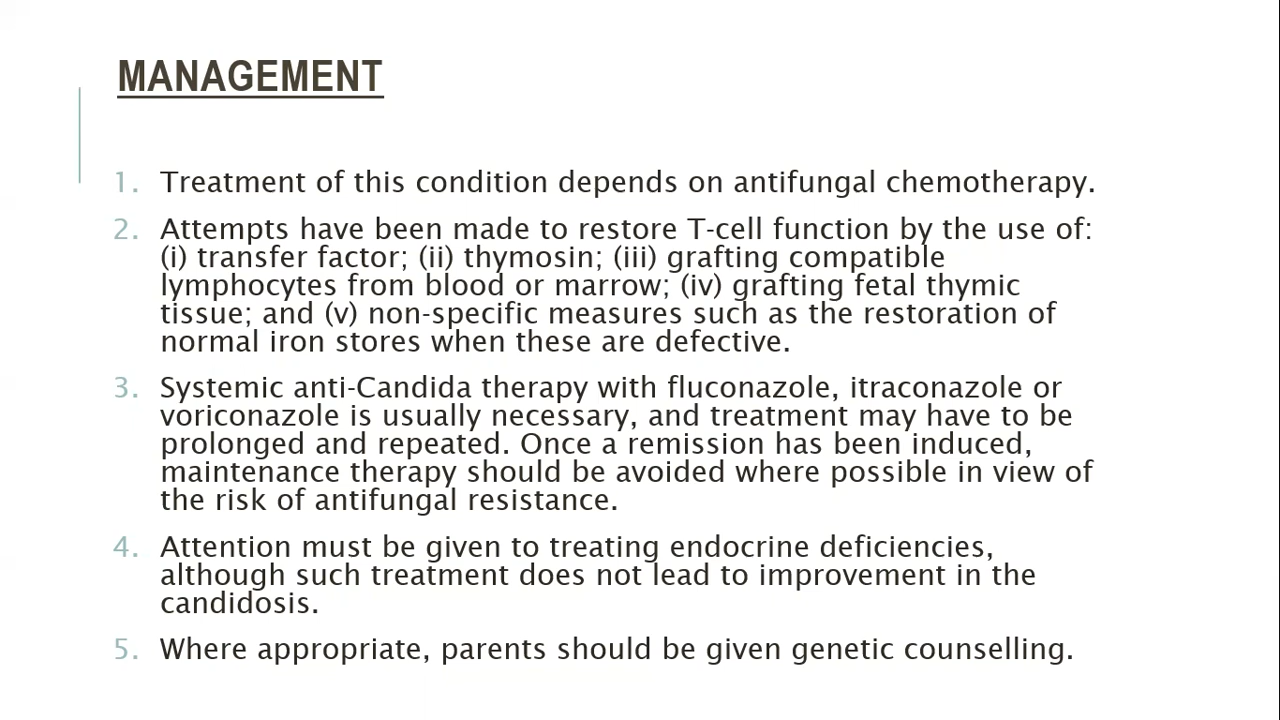 MANAGEMENT
1. Treatment of this condition depends on antifungal chemotherapy.
2. Attempts have been made to restore T-cell function by the use of:
(i) transfer factor; (ii) thymosin; (iii) grafting compatible
lymphocytes from blood or marrow; (iv) grafting fetal thymic
tissue; and (v) non-specific measures such as the restoration of
normal iron stores when these are defective.
3. Systemic anti-Candida therapy with fluconazole, itraconazole or
voriconazole is usually necessary, and treatment may have to be
prolonged and repeated. Once a remission has been induced,
maintenance therapy should be avoided where possible in view of
the risk of antifungal resistance.
4. Attention must be given to treating endocrine deficiencies,
although such treatment does not lead to improvement in the
candidosis.
5. Where appropriate, parents should be given genetic counselling.